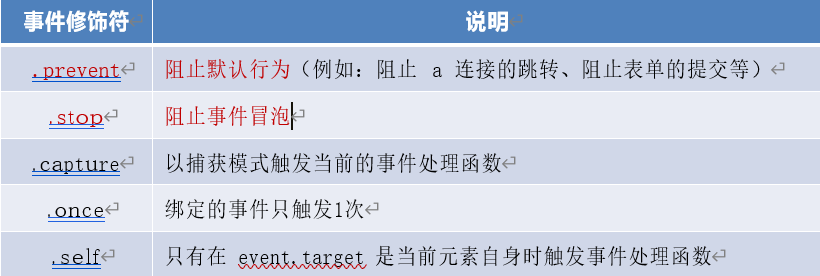 事件修饰符 说明
.prevent 阻止默认行为（例如：阻止 a 连接的跳转、阻止表单的提交等）
.stop 阻止事件冒泡
.capture 以捕获模式触发当前的事件处理函数
.once 绑定的事件只触发1次
.self 只有在 event.target 是当前元素自身时触发事件处理函数